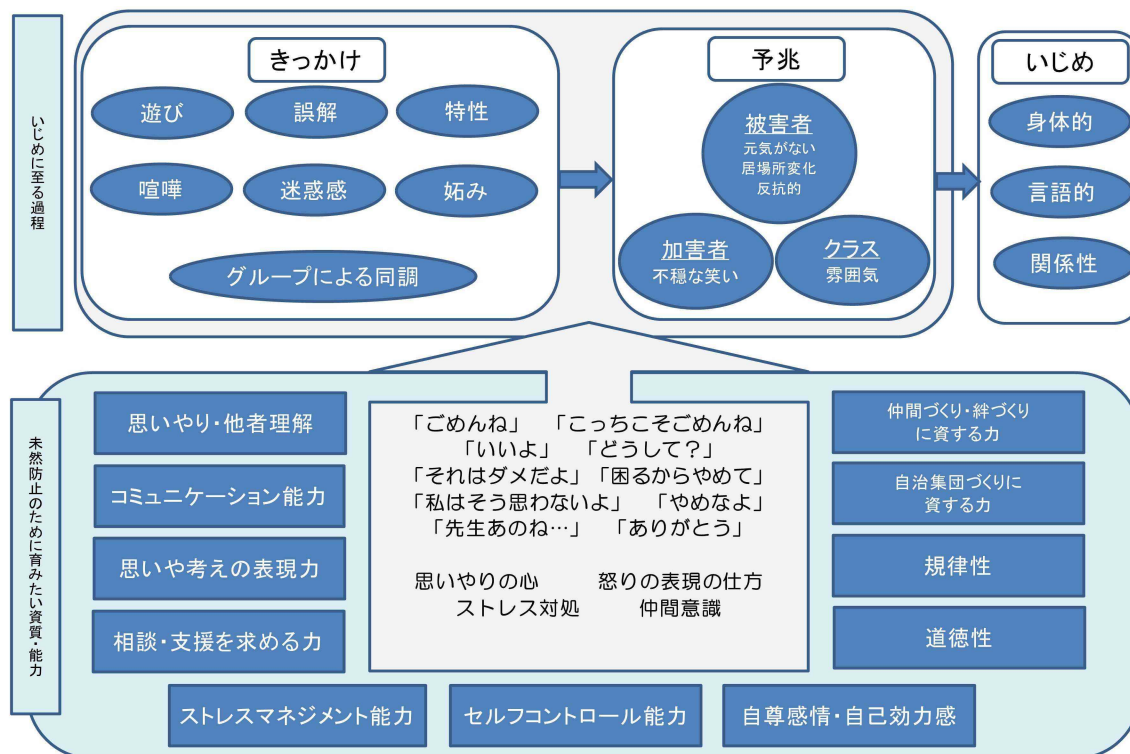 いじめに至る過程
きっかけ
遊び
誤解
特性
喧嘩
迷惑感
妬み
グループによる同調
予兆
被害者
元気がない
居場所変化
反抗的
加害者
不穏な笑い
クラス
雰囲気
いじめ
身体的
言語的
関係性
未然防止のために育みたい資質・能力
思いやり・他者理解
コミュニケーション能力
思いや考えの表現力
相談・支援を求める力
「ごめんね」 「こっちこそごめんね」
「いいよ」 「どうして？」
「それはダメだよ」「困るからやめて」
「私はそう思わないよ」 「やめなよ」
「先生あのね…」 「ありがとう」
思いやりの心 怒りの表現の仕方
ストレス対処 仲間意識
仲間づくり・絆づくり
に資する力
自治集団づくりに
資する力
規律性
道徳性
ストレスマネジメント能力
セルフコントロール能力
自尊感情・自己効力感